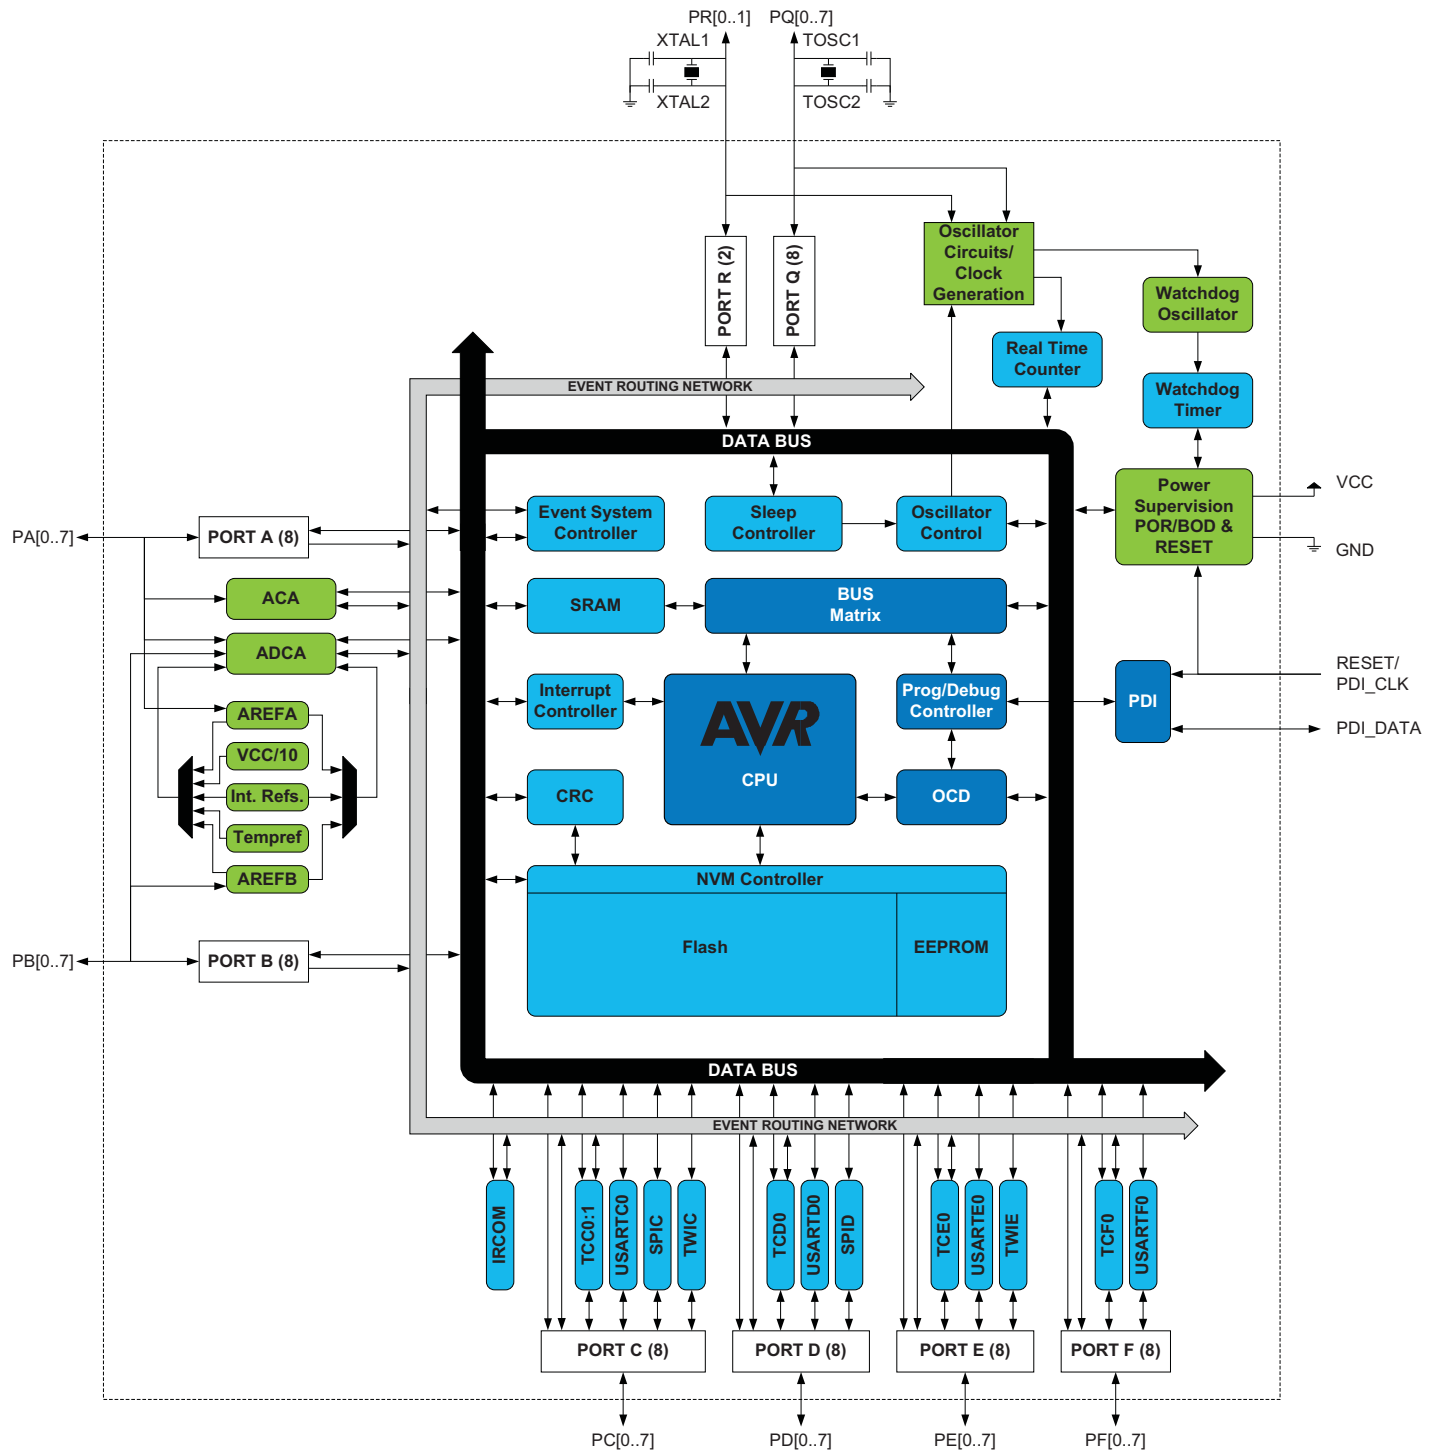 PR[0..1]
PQ[0..7]
XTAL1
TOSC1
XTAL2
TOSC2
PORT R (2)
PORT Q (8)
Oscillator
Circuits/
Clock
Generation
Watchdog
Oscillator
Real Time
Counter
Watchdog
Timer
EVENT ROUTING NETWORK
DATA BUS
Power
Supervision
POR/BOD &
RESET
VCC
GND
Event System
Controller
Sleep
Controller
Oscillator
Control
PA[0..7]
PORT A (8)
ACA
SRAM
BUS
Matrix
ADCA
RESET/
PDI_CLK
PDI
PDI_DATA
Interrupt
Controller
AVR
CPU
Prog/Debug
Controller
AREFA
VCC/10
Int. Refs.
Tempref
AREFB
CRC
OCD
NVM Controller
Flash
EEPROM
PB[0..7]
PORT B (8)
DATA BUS
EVENT ROUTING NETWORK
IRCOM
TCC0:1
USARTC0
SPIC
TWIC
TCD0
USARTD0
SPID
TCE0
USARTE0
TWIE
TCF0
USARTF0
PORT C (8)
PORT D (8)
PORT E (8)
PORT F (8)
PC[0..7]
PD[0..7]
PE[0..7]
PF[0..7]